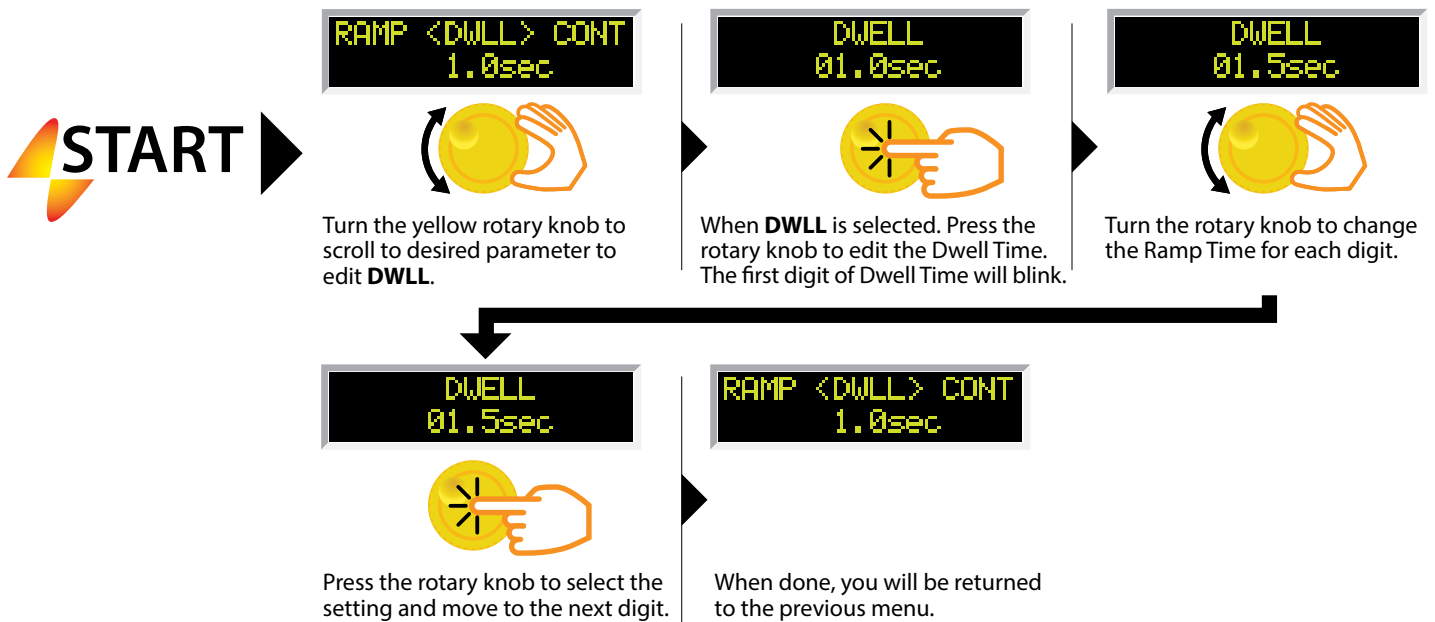 START
RAMP <DWLL> CONT
1.0sec
Turn the yellow rotary knob to
scroll to desired parameter to
edit DWLL.
DWELL
01.0sec
When DWLL is selected. Press the
rotary knob to edit the Dwell Time.
The first digit of Dwell Time will blink.
DWELL
01.5sec
Turn the rotary knob to change
the Ramp Time for each digit.
DWELL
01.5sec
Press the rotary knob to select the
setting and move to the next digit.
RAMP <DWLL> CONT
1.0sec
When done, you will be returned
to the previous menu.